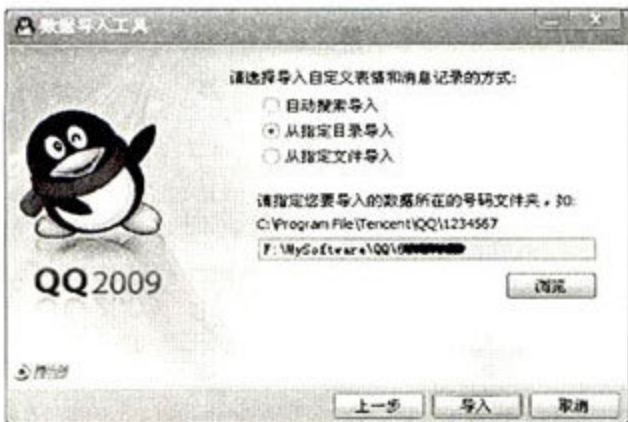 数据导入工具
请选择导入自定义表情和消息记录的方式:
自动搜索导入
从指定目录导入
从指定文件导入
请指定您要导入的数据所在的号码文件夹，如:
C:\Program File\Tencent\QQ\1234567
F:\MySoftware\QQ\6
浏览
QQ2009
上一步
导入
取消